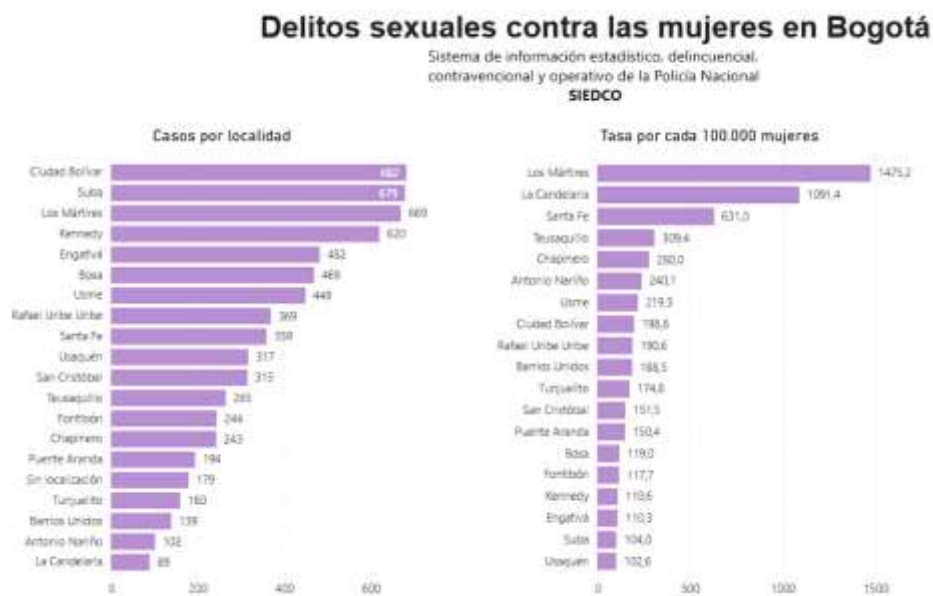 Delitos sexuales contra las mujeres en Bogotá
Sistema de información estadístico, delincuencial,
contravencional y operativo de la Policía Nacional
SIEDCO
Casos por localidad
Ciudad Bolívar 682
Suba 679
Los Mártires 669
Kennedy 620
Engativá 482
Bosa 469
Usme 449
Rafael Uribe Uribe 369
Santa Fe 359
Usaquén 317
San Cristóbal 315
Teusaquillo 265
Fontibón 244
Chapinero 243
Puente Aranda 194
Sin localización 179
Tunjuelito 160
Barrios Unidos 139
Antonio Nariño 102
La Candelaria 89
0 200 400 600
Tasa por cada 100.000 mujeres
Los Mártires 1475,2
La Candelaria 1091,4
Santa Fe 631,0
Teusaquillo 309,6
Chapinero 280,0
Antonio Nariño 240,1
Usme 219,3
Ciudad Bolívar 198,8
Rafael Uribe Uribe 190,6
Barrios Unidos 188,5
Tunjuelito 174,8
San Cristóbal 151,5
Puente Aranda 150,4
Bosa 119,0
Fontibón 117,7
Kennedy
Engativá 110,3
Suba 104,0
Usaquén 102,6
0 500 1000 1500